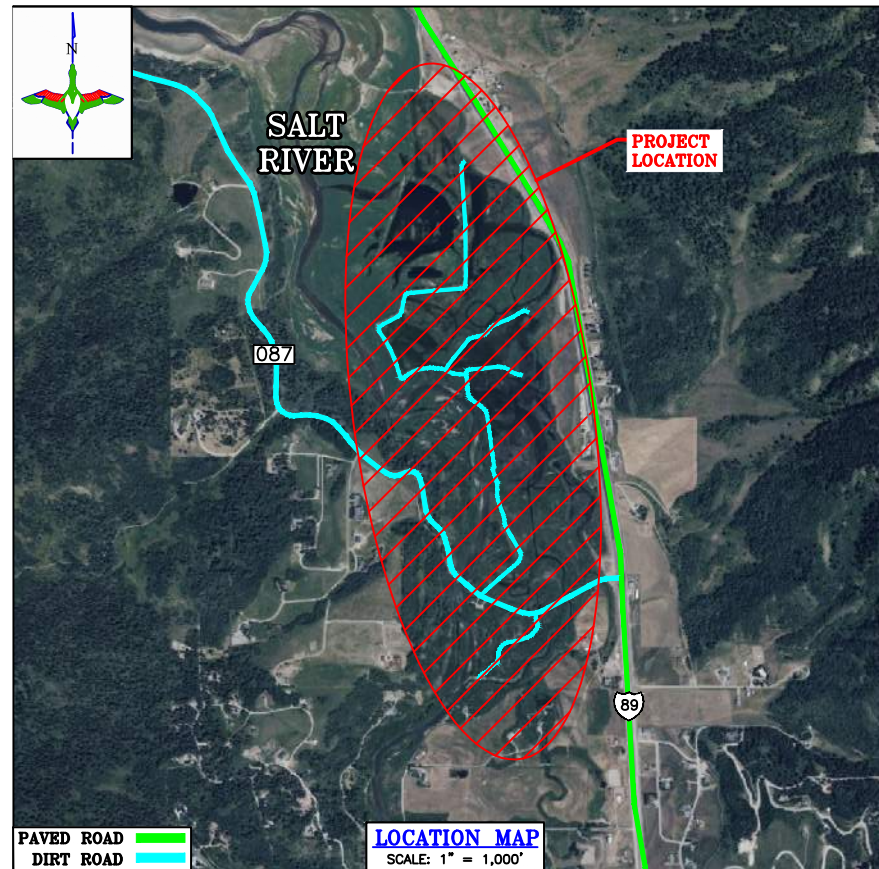 N
SALT
RIVER
PROJECT
LOCATION
087
89
PAVED ROAD
DIRT ROAD
LOCATION MAP
SCALE: 1" = 1,000'